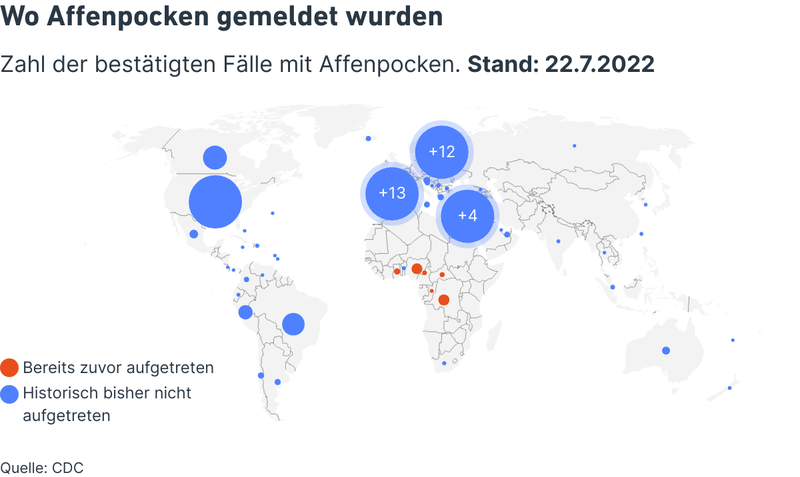 Wo Affenpocken gemeldet wurden
Zahl der bestätigten Fälle mit Affenpocken. Stand: 22.7.2022
+12
+13
+4
Bereits zuvor aufgetreten
Historisch bisher nicht
aufgetreten
Quelle: CDC